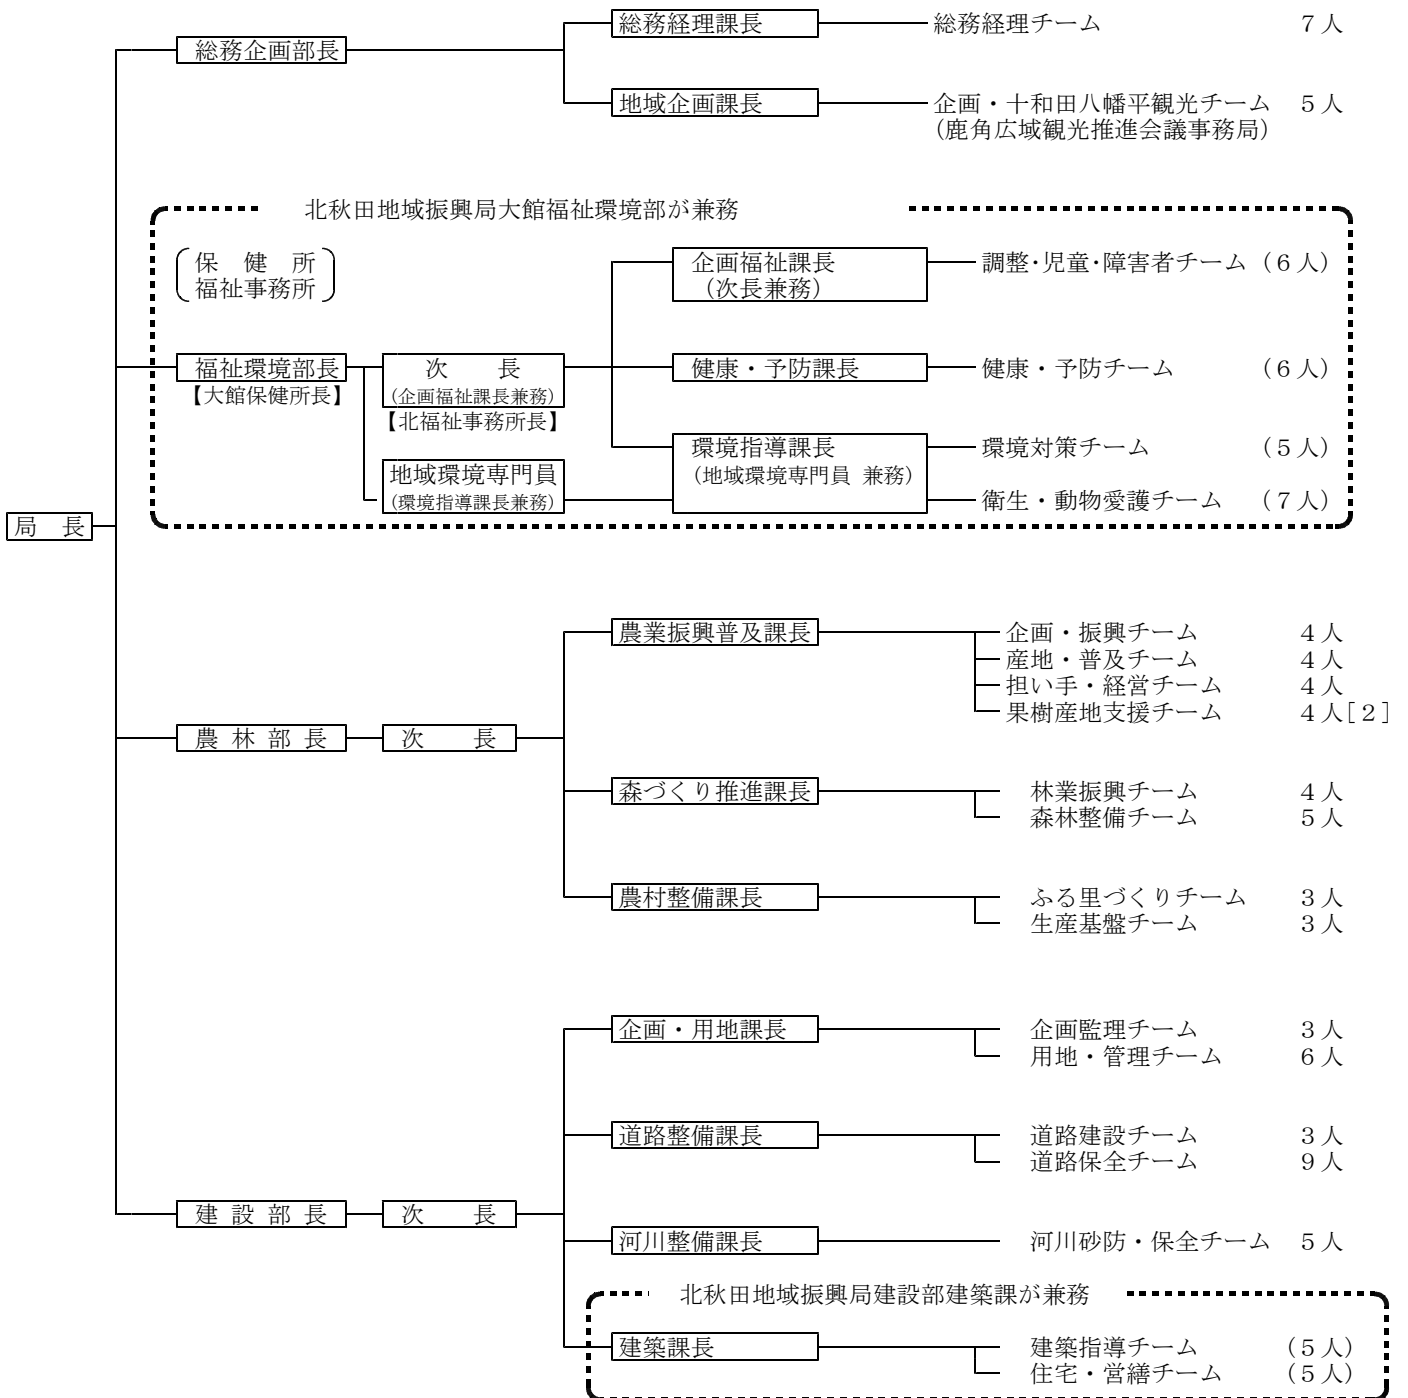 総務経理課長 総務経理チーム ７人
総務企画部長
地域企画課長 企画・十和田八幡平観光チーム ５人
(鹿角広域観光推進会議事務局)
北秋田地域振興局大館福祉環境部が兼務
保　健　所
福祉事務所
企画福祉課長 調整･児童･障害者チーム (６人)
(次長兼務)
福祉環境部長 次　　長 健康・予防課長 健康・予防チーム (６人)
【大館保健所長】 (企画福祉課長兼務)
【北福祉事務所長】
環境指導課長 環境対策チーム (５人)
地域環境専門員 (地域環境専門員 兼務)
(環境指導課長兼務) 衛生・動物愛護チーム (７人)
局　長
農業振興普及課長 企画・振興チーム ４人
産地・普及チーム ４人
担い手・経営チーム ４人
果樹産地支援チーム ４人[２]
農 林 部 長 次　　長
森づくり推進課長 林業振興チーム ４人
森林整備チーム ５人
農村整備課長 ふる里づくりチーム ３人
生産基盤チーム ３人
企画・用地課長 企画監理チーム ３人
用地・管理チーム ６人
道路整備課長 道路建設チーム ３人
道路保全チーム ９人
建 設 部 長 次　　長
河川整備課長 河川砂防・保全チーム ５人
北秋田地域振興局建設部建築課が兼務
建築課長 建築指導チーム (５人)
住宅・営繕チーム (５人)